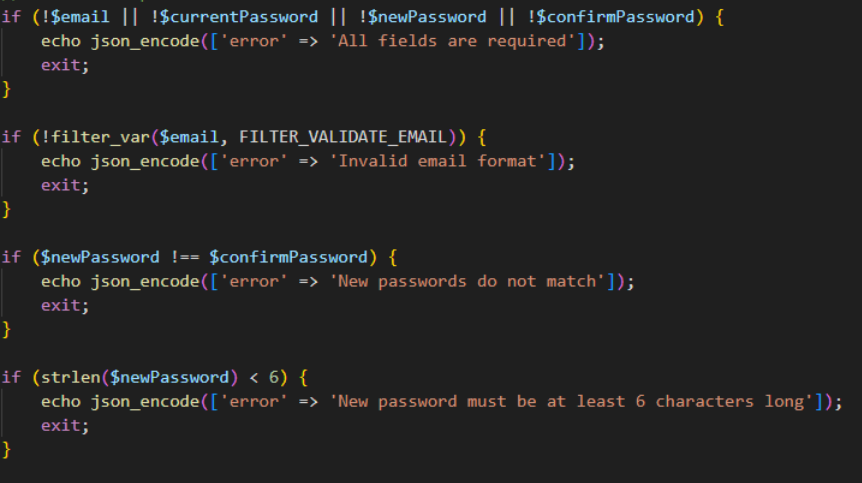 if (!$email || !$currentPassword || !$newPassword || !$confirmPassword) {
    echo json_encode(['error' => 'All fields are required']);
    exit;
}

if (!filter_var($email, FILTER_VALIDATE_EMAIL)) {
    echo json_encode(['error' => 'Invalid email format']);
    exit;
}

if ($newPassword !== $confirmPassword) {
    echo json_encode(['error' => 'New passwords do not match']);
    exit;
}

if (strlen($newPassword) < 6) {
    echo json_encode(['error' => 'New password must be at least 6 characters long']);
    exit;
}